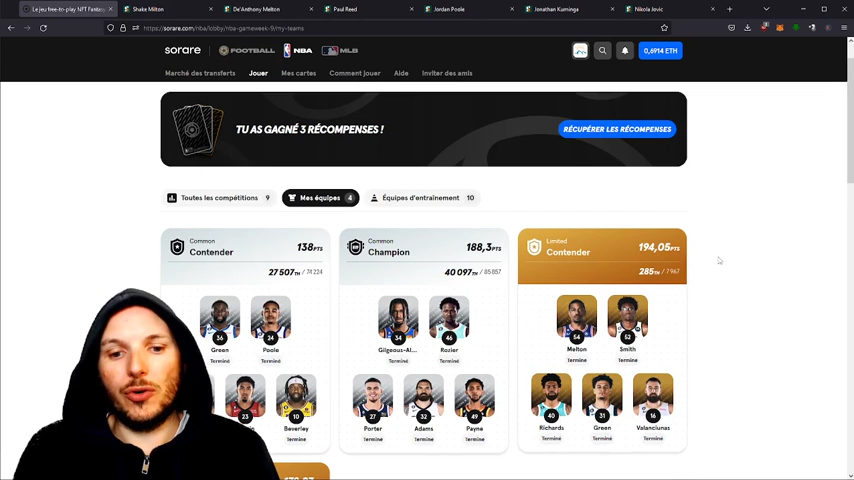 Le jeu free-to-play NFT Fantasy
Shake Milton
De'Anthony Melton
Paul Reed
Jordan Poole
Jonathan Kuminga
Nikola Jovic
https://sorare.com/nba/lobby/nba-gameweek-9/my-teams
sorare
FOOTBALL
NBA
MLB
0,6914 ETH
Marché des transferts
Jouer
Mes cartes
Comment jouer
Aide
Inviter des amis
TU AS GAGNÉ 3 RÉCOMPENSES !
RÉCUPÉRER LES RÉCOMPENSES
Toutes les compétitions 9
Mes équipes 4
Équipes d'entraînement 10
Common
Contender
138PTS
27 507TH / 74 224
36
24
Green
Poole
Terminé
Terminé
23
10
Beverley
Terminé
Terminé
Common
Champion
188,3PTS
40 097TH / 85 857
34
46
Gilgeous-Al...
Rozier
Terminé
Terminé
27
32
49
Porter
Adams
Payne
Terminé
Terminé
Terminé
Limited
Contender
194,05PTS
285TH / 7 967
54
52
Melton
Smith
Terminé
Terminé
40
31
16
Richards
Green
Valanciunas
Terminé
Terminé
Terminé